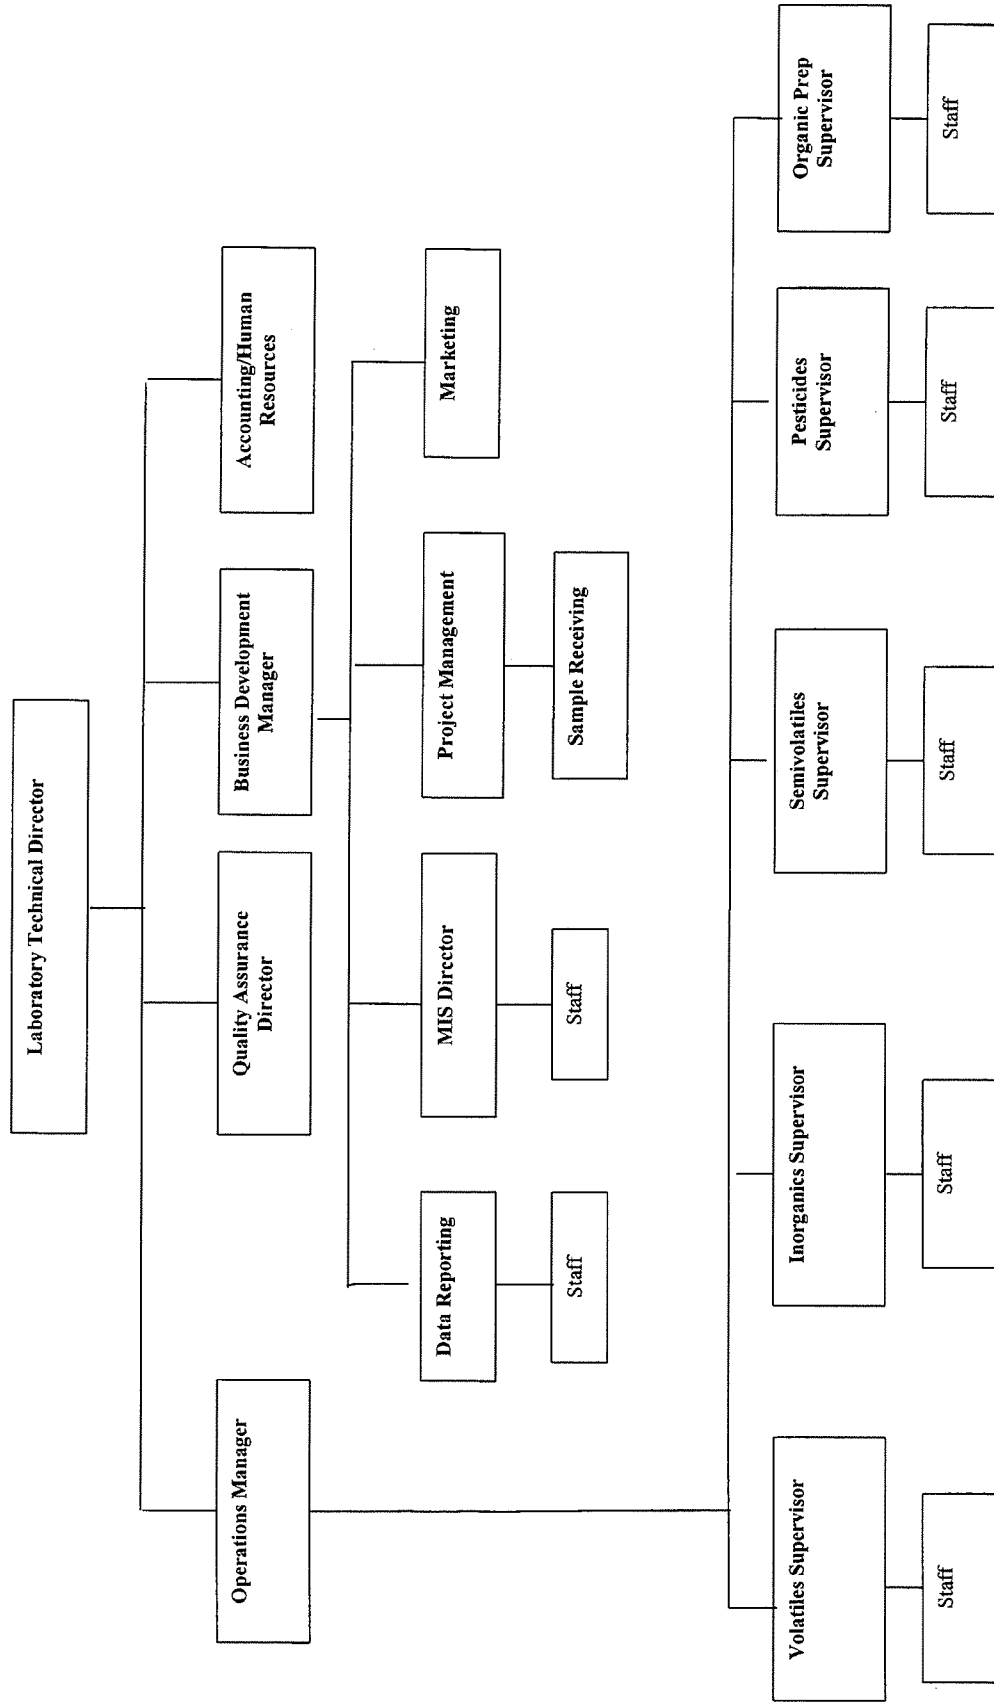 Laboratory Technical Director
Operations Manager
Quality Assurance
Director
Business Development
Manager
Accounting/Human
Resources
Data Reporting
MIS Dircctor
Project Management
Marketing
Staff
Staff
Sample Receiving
Volatiles Supervisor
Inorganics Supervisor
Semivolatiles
Supervisor
Pesticides
Supervisor
Organic Prep
Supervisor
Staff
Staff
Staff
Staff
Staff